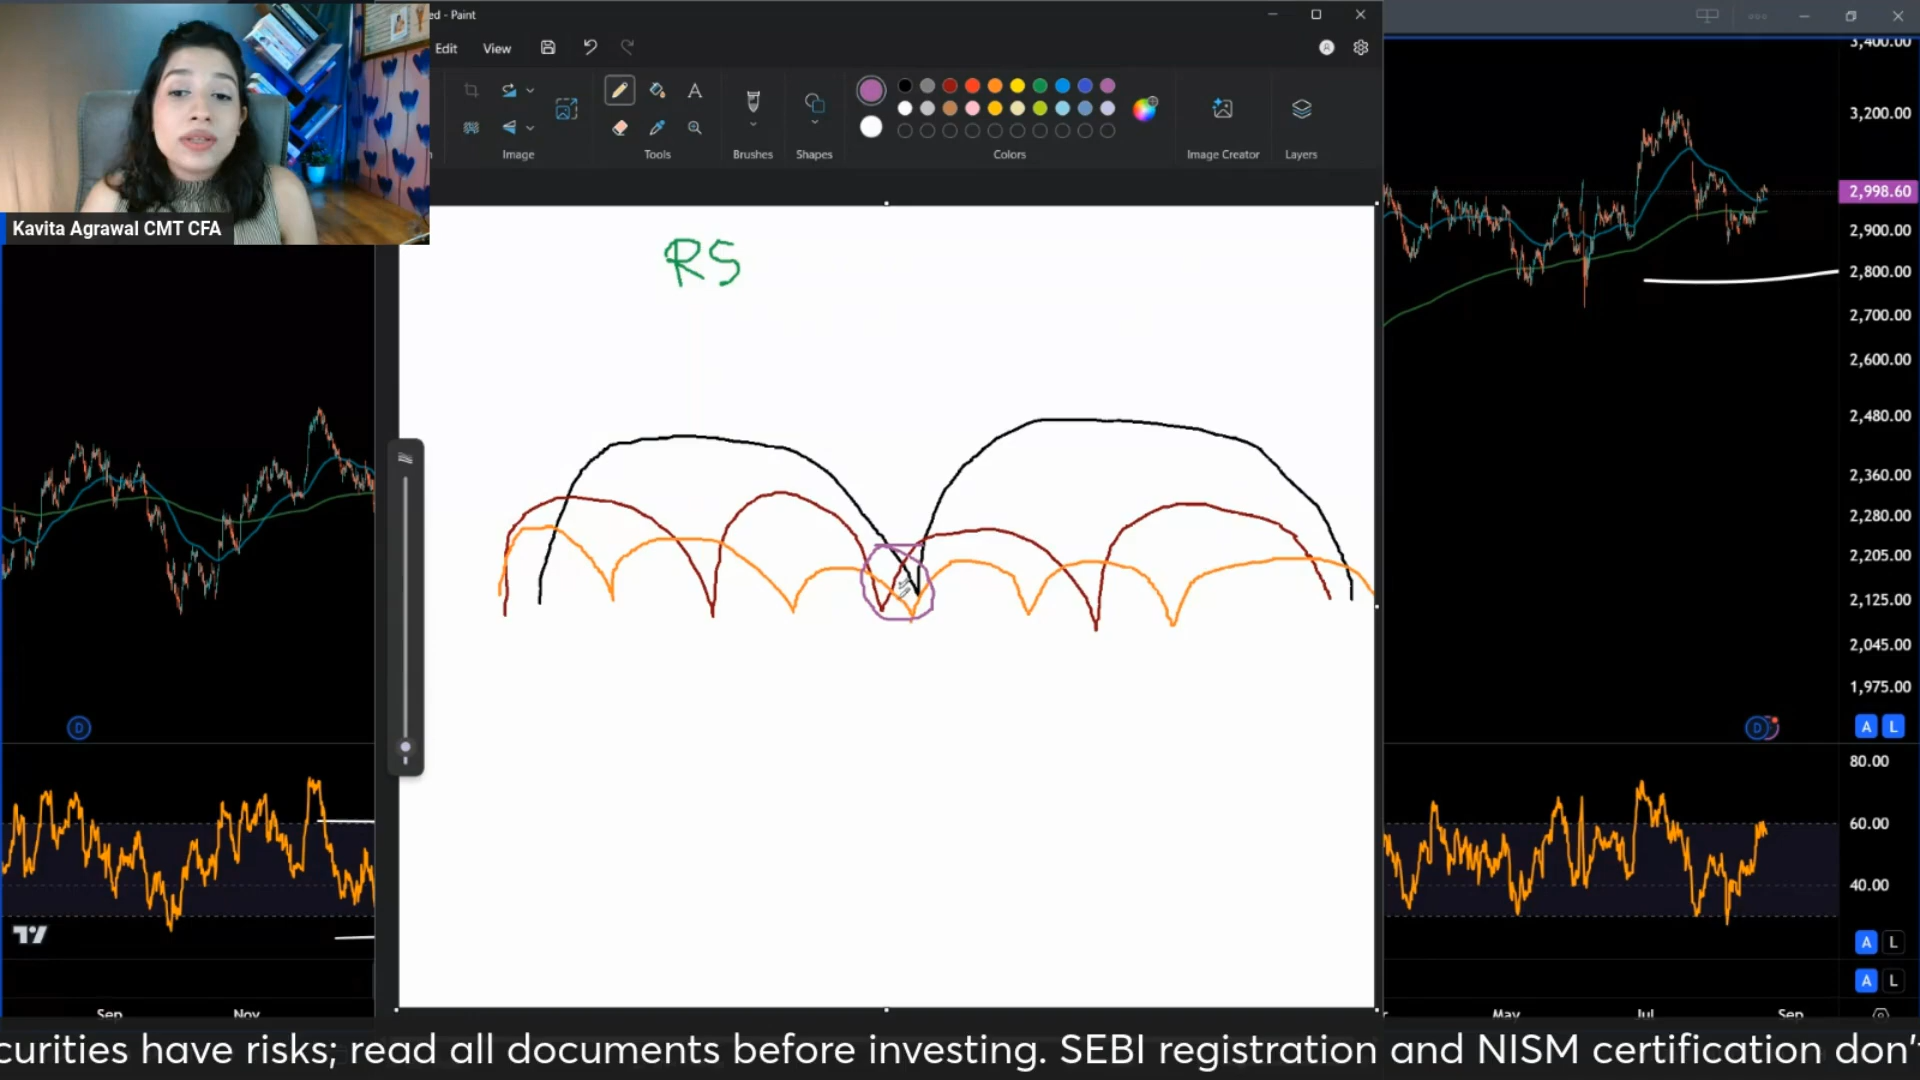 ed - Paint
Edit View
Image
Tools
Brushes
Shapes
Colors
Image Creator
Layers
Kavita Agrawal CMT CFA
RS
3,400.00
3,200.00
2,998.60
2,900.00
2,800.00
2,700.00
2,600.00
2,480.00
2,360.00
2,280.00
2,205.00
2,125.00
2,045.00
1,975.00
D
D
A L
80.00
60.00
40.00
A L
A L
Sep Nov
May Jul Sep
curities have risks; read all documents before investing. SEBI registration and NISM certification don'